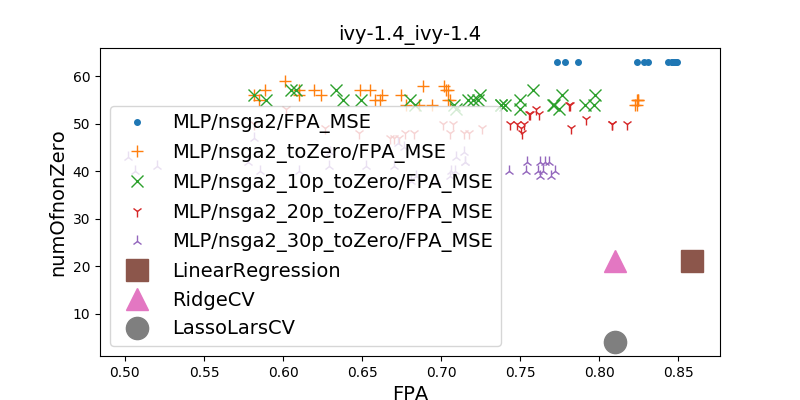 ivy-1.4_ivy-1.4
numOfnonZero
60
50
40
30
20
10
MLP/nsga2/FPA_MSE
MLP/nsga2_toZero/FPA_MSE
MLP/nsga2_10p_toZero/FPA_MSE
MLP/nsga2_20p_toZero/FPA_MSE
MLP/nsga2_30p_toZero/FPA_MSE
LinearRegression
RidgeCV
LassoLarsCV
0.50 0.55 0.60 0.65 0.70 0.75 0.80 0.85
FPA